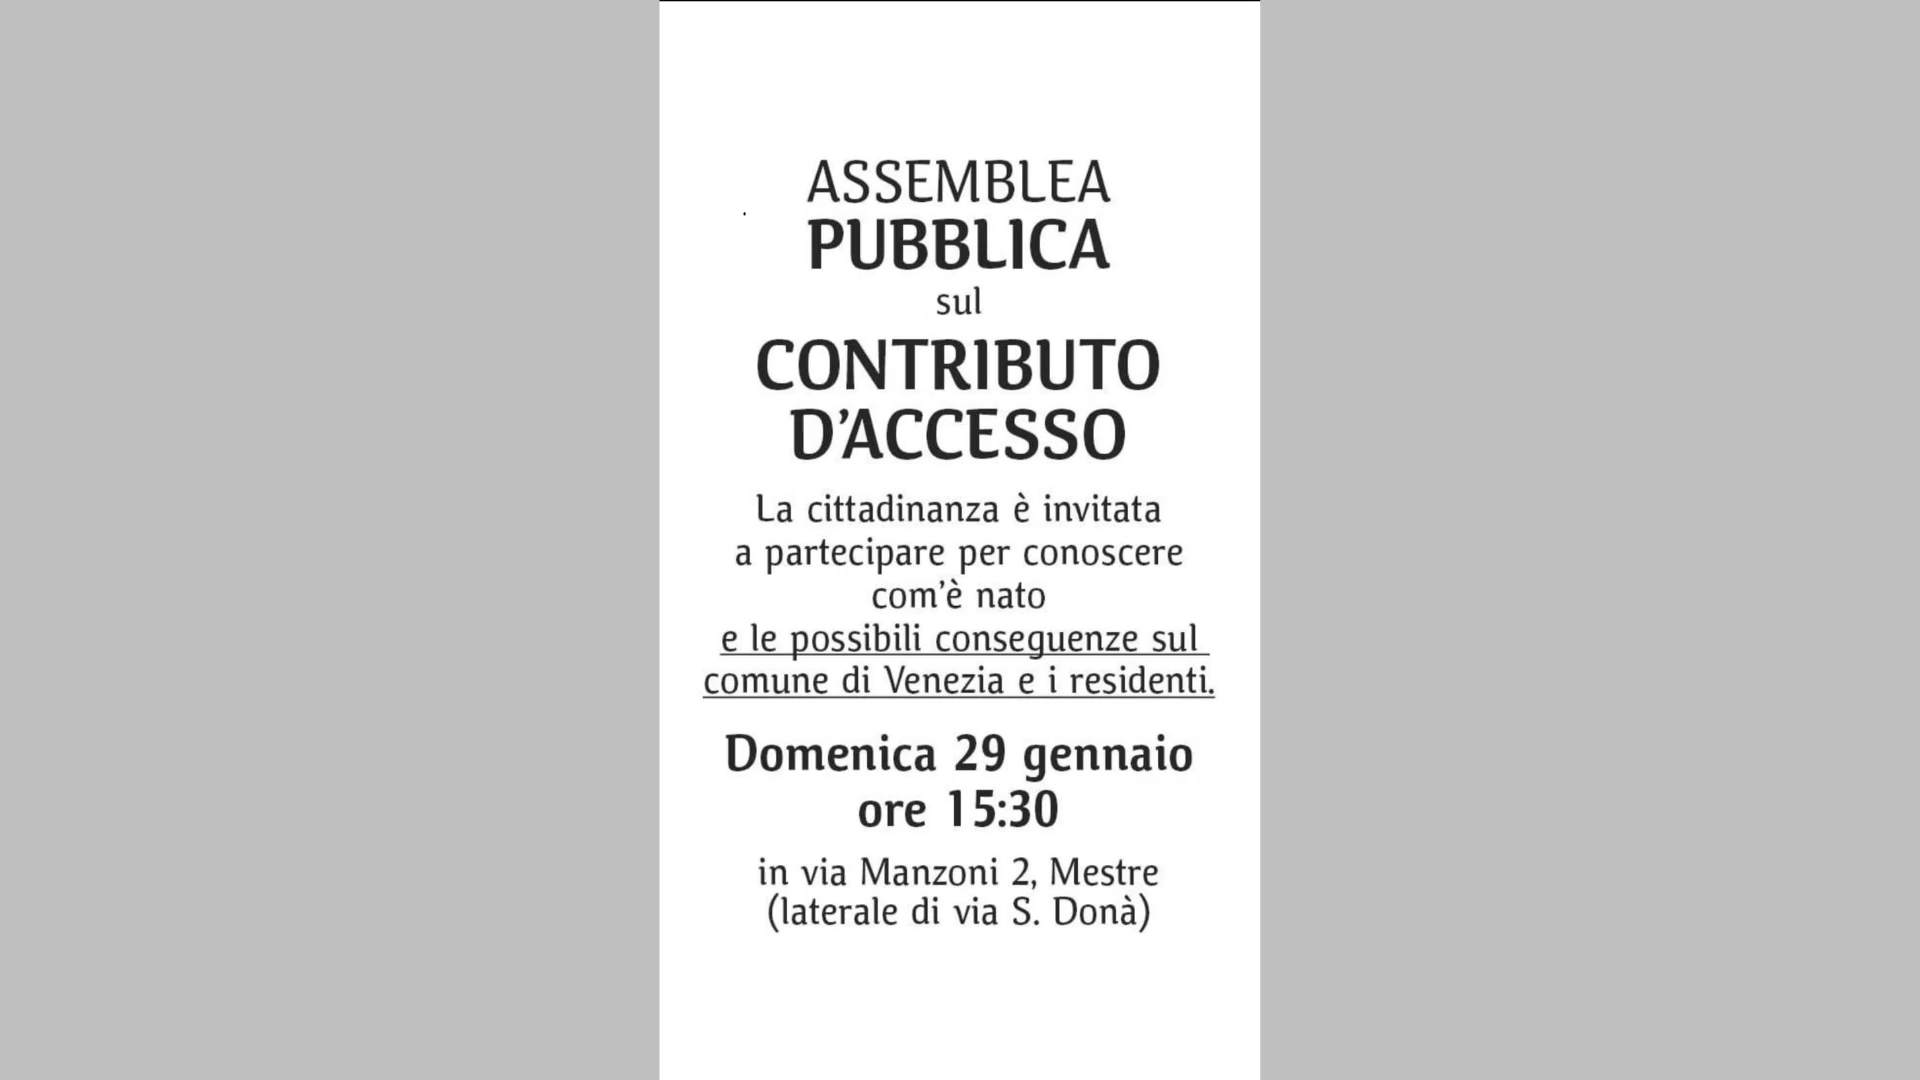 ASSEMBLEA
PUBBLICA
sul
CONTRIBUTO
D’ACCESSO
La cittadinanza è invitata
a partecipare per conoscere
com’è nato
e le possibili conseguenze sul
comune di Venezia e i residenti.
Domenica 29 gennaio
ore 15:30
in via Manzoni 2, Mestre
(laterale di via S. Donà)